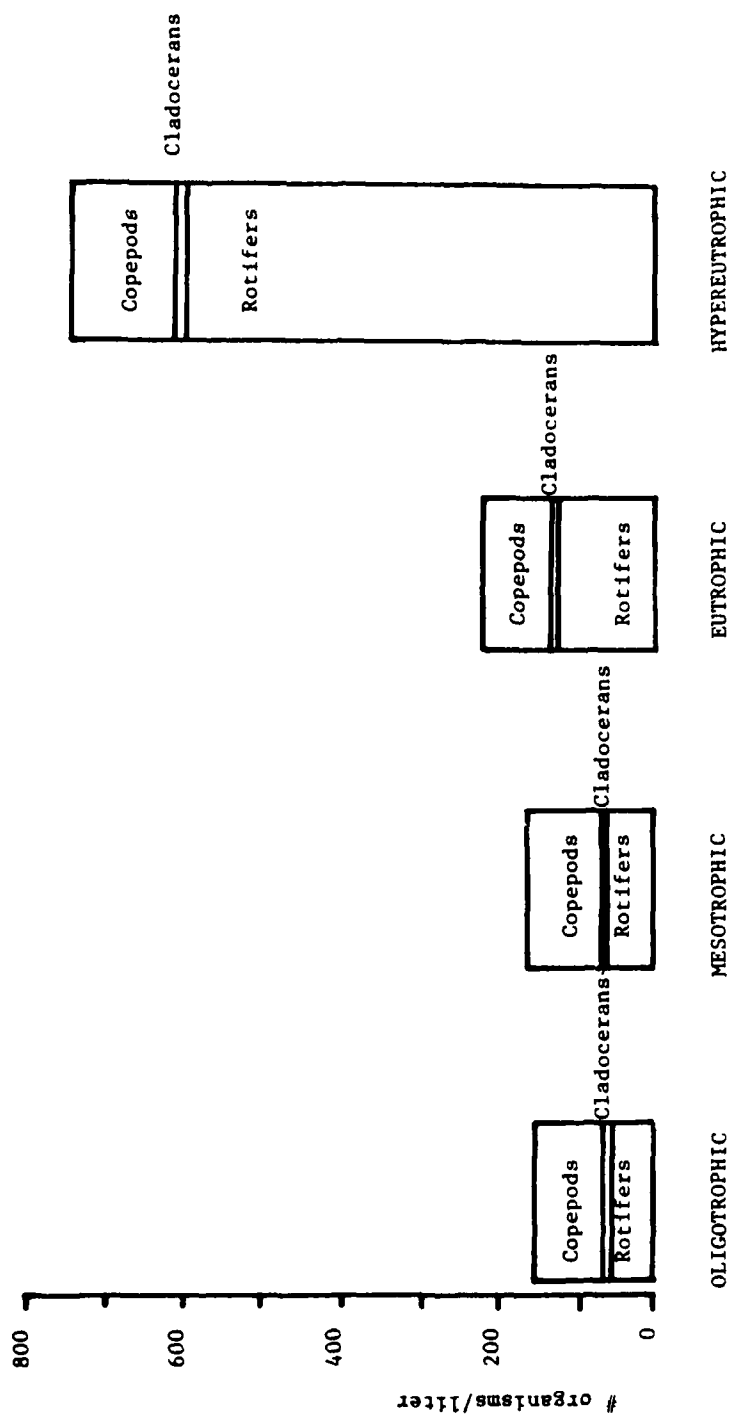 # organisms/liter
800
600
400
200
0
Copepods
Cladocerans
Rotifers
OLIGOTROPHIC
Copepods
Cladocerans
Rotifers
MESOTROPHIC
Copepods
Cladocerans
Rotifers
EUTROPHIC
Copepods
Cladocerans
Rotifers
HYPEREUTROPHIC